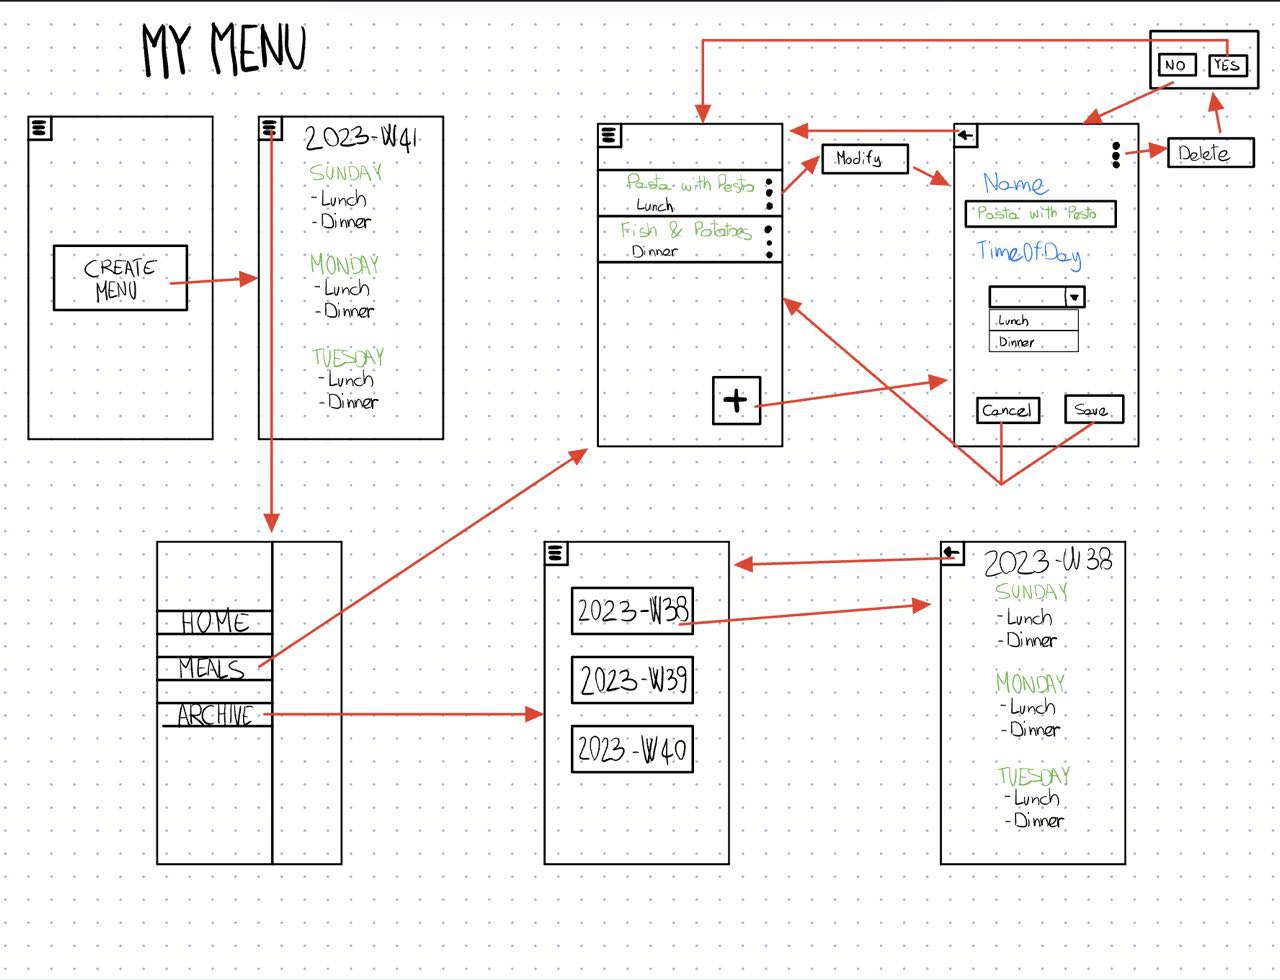 MY MENU
CREATE
MENU
2023-W41
SUNDAY
- Lunch
- Dinner
MONDAY
- Lunch
- Dinner
TUESDAY
- Lunch
- Dinner
Pasta with Pesto
Lunch
Fish & Potatoes
Dinner
+
Modify
Name
Pasta with Pesto
TimeOfDay
Lunch
Dinner
Cancel
Save
Delete
NO
YES
HOME
MEALS
ARCHIVE
2023-W38
2023-W39
2023-W40
2023-W38
SUNDAY
- Lunch
- Dinner
MONDAY
- Lunch
- Dinner
TUESDAY
- Lunch
- Dinner